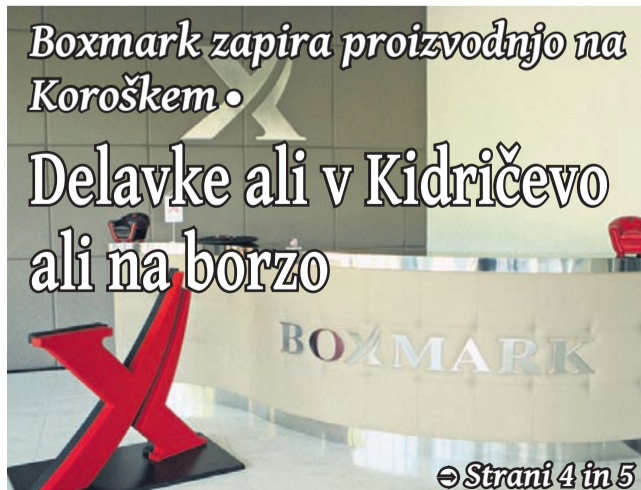 Boxmark zapira proizvodnjo na
Koroškem •
Delavke ali v Kidričevo
ali na borzo
BOXMARK
➲ Strani 4 in 5